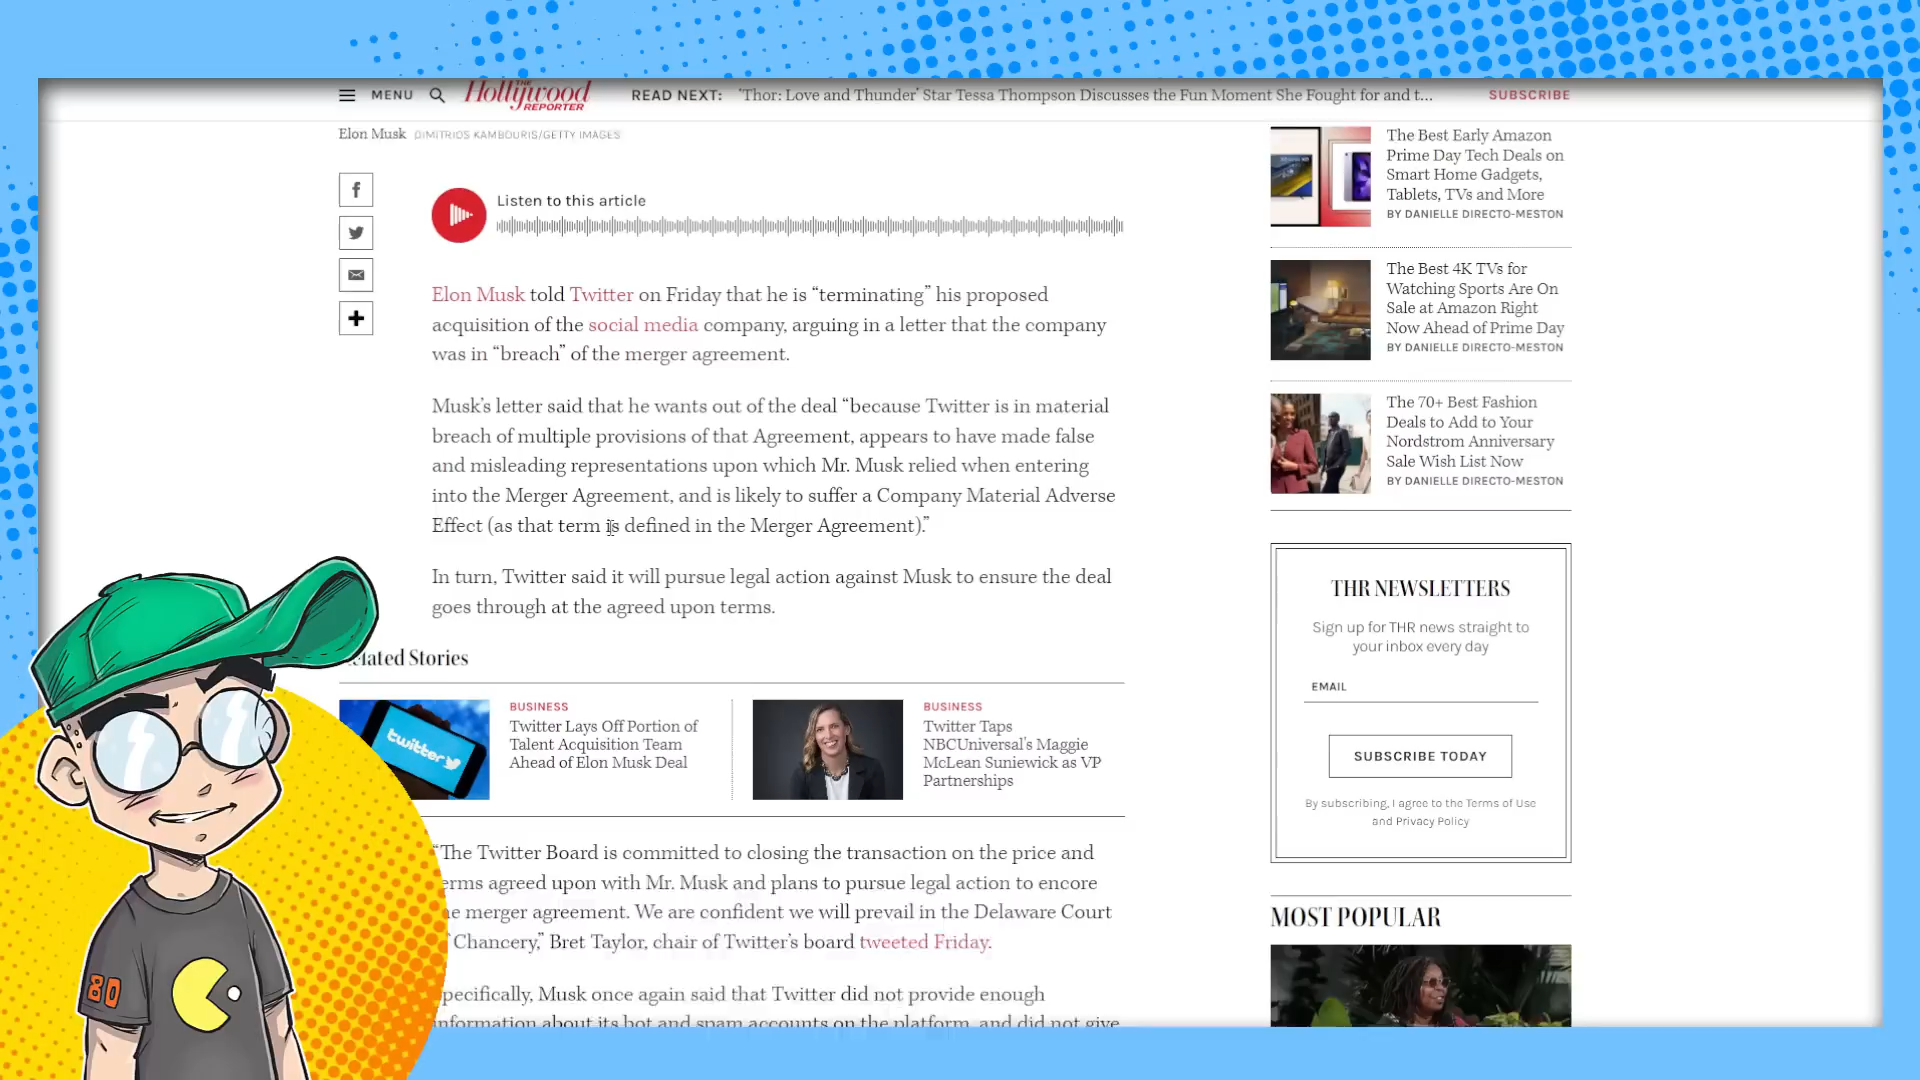 MENU
THE
Hollywood
REPORTER
READ NEXT: 'Thor: Love and Thunder' Star Tessa Thompson Discusses the Fun Moment She Fought for and t...
SUBSCRIBE
Elon Musk DIMITRIOS KAMBOURIS/GETTY IMAGES
Listen to this article
Elon Musk told Twitter on Friday that he is “terminating” his proposed
acquisition of the social media company, arguing in a letter that the company
was in “breach” of the merger agreement.
Musk’s letter said that he wants out of the deal “because Twitter is in material
breach of multiple provisions of that Agreement, appears to have made false
and misleading representations upon which Mr. Musk relied when entering
into the Merger Agreement, and is likely to suffer a Company Material Adverse
Effect (as that term is defined in the Merger Agreement).”
In turn, Twitter said it will pursue legal action against Musk to ensure the deal
goes through at the agreed upon terms.
lated Stories
twitter
BUSINESS
Twitter Lays Off Portion of
Talent Acquisition Team
Ahead of Elon Musk Deal
BUSINESS
Twitter Taps
NBCUniversal’s Maggie
McLean Suniewick as VP
Partnerships
“The Twitter Board is committed to closing the transaction on the price and
erms agreed upon with Mr. Musk and plans to pursue legal action to encore
e merger agreement. We are confident we will prevail in the Delaware Court
Chancery,” Bret Taylor, chair of Twitter’s board tweeted Friday.
pecifically, Musk once again said that Twitter did not provide enough
information about its bot and spam accounts on the platform, and did not give
The Best Early Amazon
Prime Day Tech Deals on
Smart Home Gadgets,
Tablets, TVs and More
BY DANIELLE DIRECTO-MESTON
The Best 4K TVs for
Watching Sports Are On
Sale at Amazon Right
Now Ahead of Prime Day
BY DANIELLE DIRECTO-MESTON
The 70+ Best Fashion
Deals to Add to Your
Nordstrom Anniversary
Sale Wish List Now
BY DANIELLE DIRECTO-MESTON
THR NEWSLETTERS
Sign up for THR news straight to
your inbox every day
EMAIL
SUBSCRIBE TODAY
By subscribing, I agree to the Terms of Use
and Privacy Policy
MOST POPULAR
80